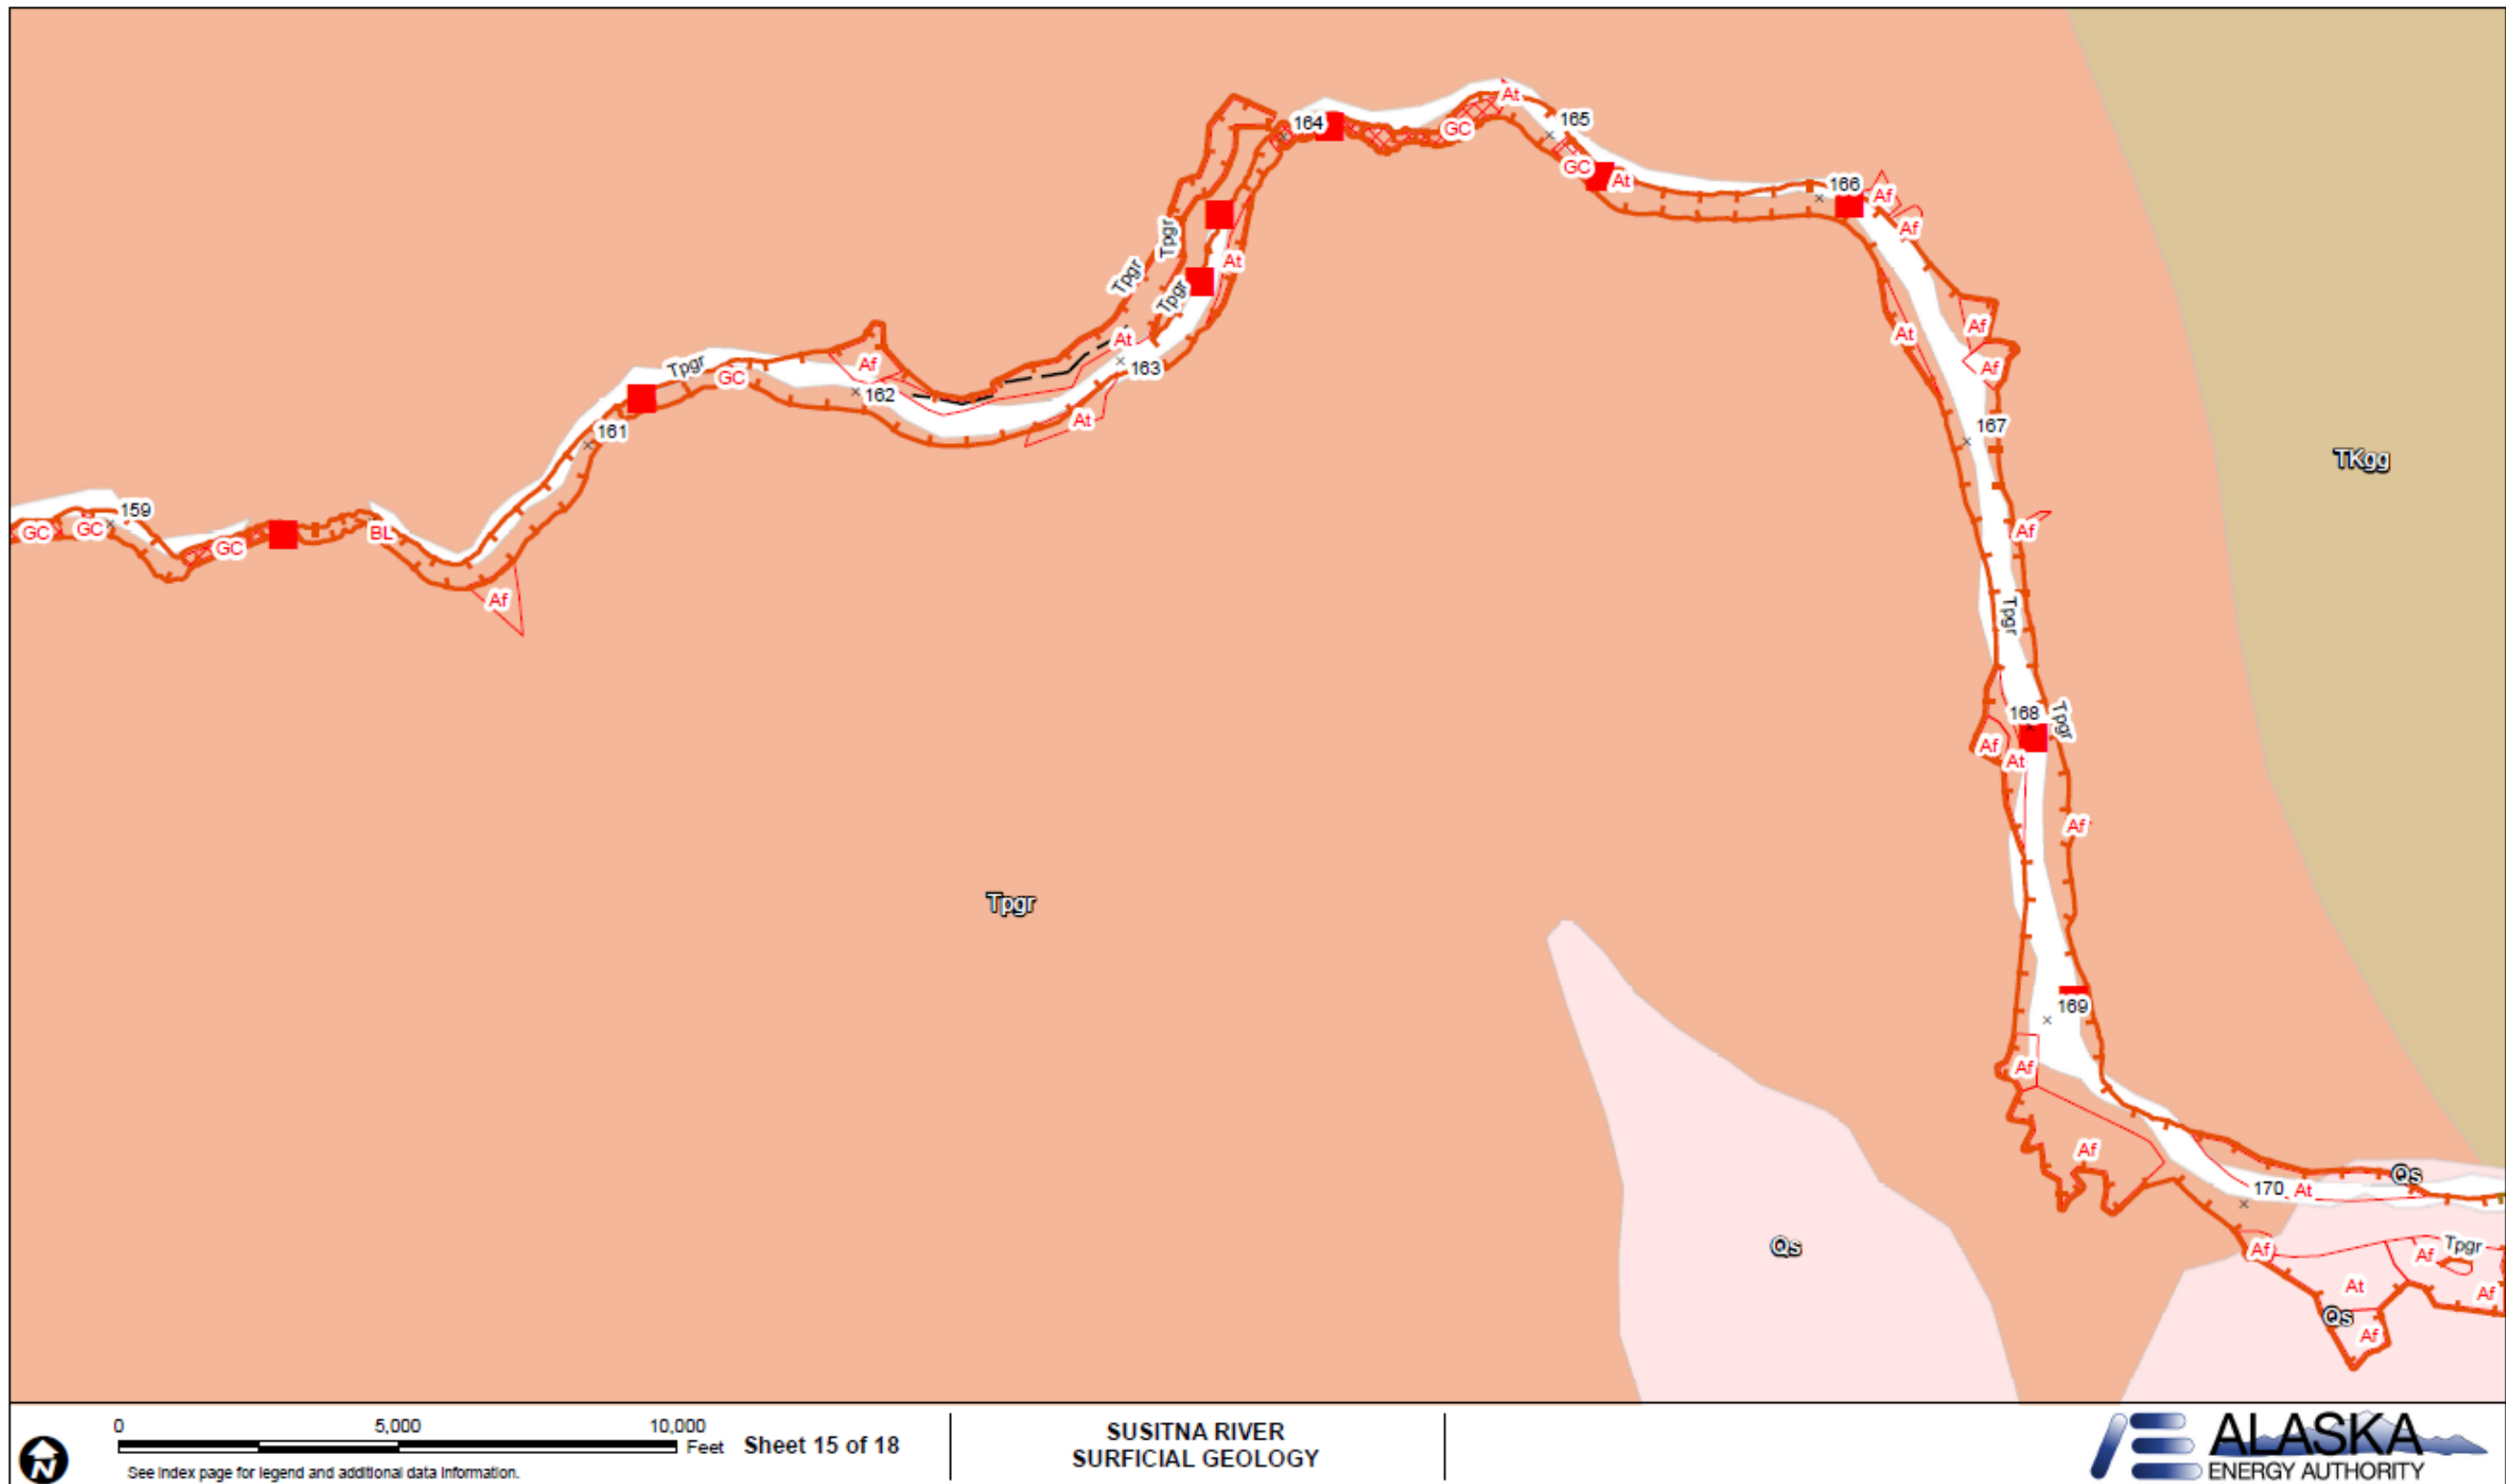 At
164
GC
165
GC
At
166
Af
Af
Tpgr
Tpgr
Tpgr
At
At
163
At
Af
162
Tpgr
GC
161
At
Af
Af
167
TKgg
159
GC
GC
GC
BL
Af
Af
Tpgr
168
Tpgr
Af
At
Af
Tpgr
169
Af
Af
Qs
170
At
Qs
Af
Af
Tpgr
At
Af
Qs
Af
0 5,000 10,000
Feet Sheet 15 of 18
See index page for legend and additional data information.
N
SUSITNA RIVER
SURFICIAL GEOLOGY
ALASKA
ENERGY AUTHORITY